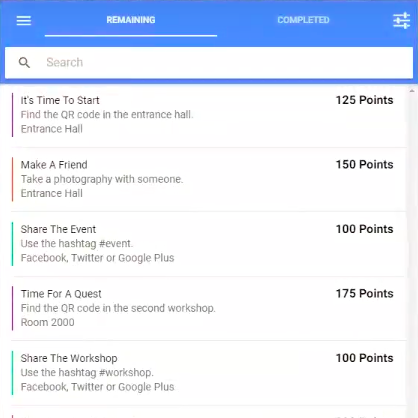 REMAINING
COMPLETED
Search
It's Time To Start
125 Points
Find the QR code in the entrance hall.
Entrance Hall
Make A Friend
150 Points
Take a photography with someone.
Entrance Hall
Share The Event
100 Points
Use the hashtag #event.
Facebook, Twitter or Google Plus
Time For A Quest
175 Points
Find the QR code in the second workshop.
Room 2000
Share The Workshop
100 Points
Use the hashtag #workshop.
Facebook, Twitter or Google Plus